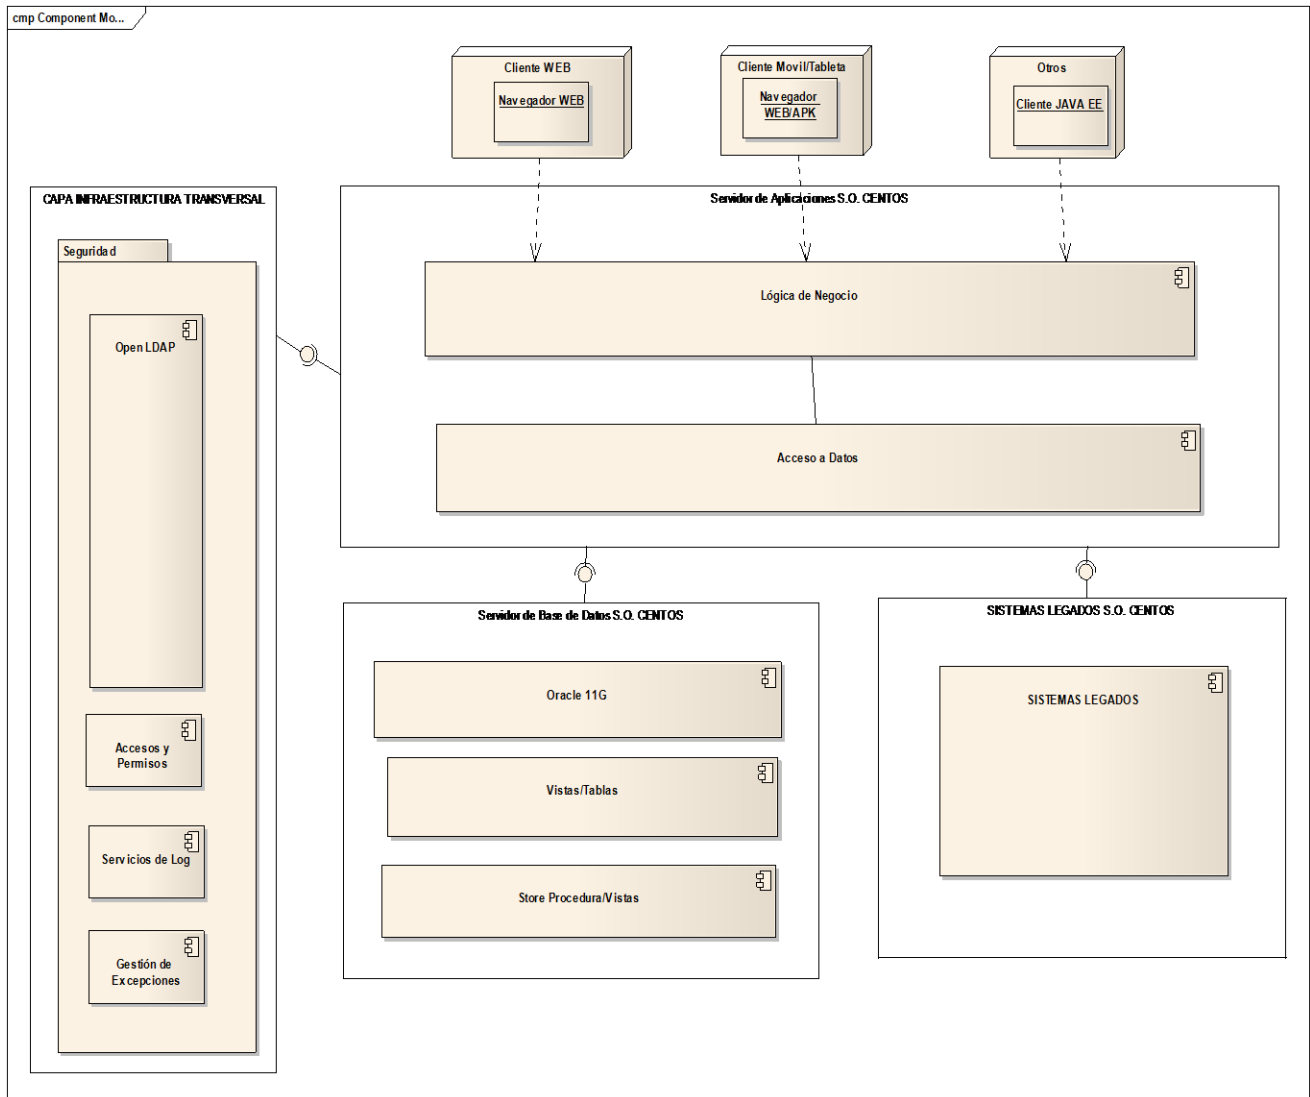 cmp Component Mo...
Cliente WEB
Navegador WEB
Cliente Movil/Tableta
Navegador
WEB/APK
Otros
Cliente JAVA EE
CAPA INFRAESTRUCTURA TRANSVERSAL
Seguridad
Open LDAP
Accesos y
Permisos
Servicios de Log
Gestión de
Excepciones
Servidor de Aplicaciones S.O. CENTOS
Lógica de Negocio
Acceso a Datos
Servidor de Base de Datos S.O. CENTOS
Oracle 11G
Vistas/Tablas
Store Procedura/Vistas
SISTEMAS LEGADOS S.O. CENTOS
SISTEMAS LEGADOS